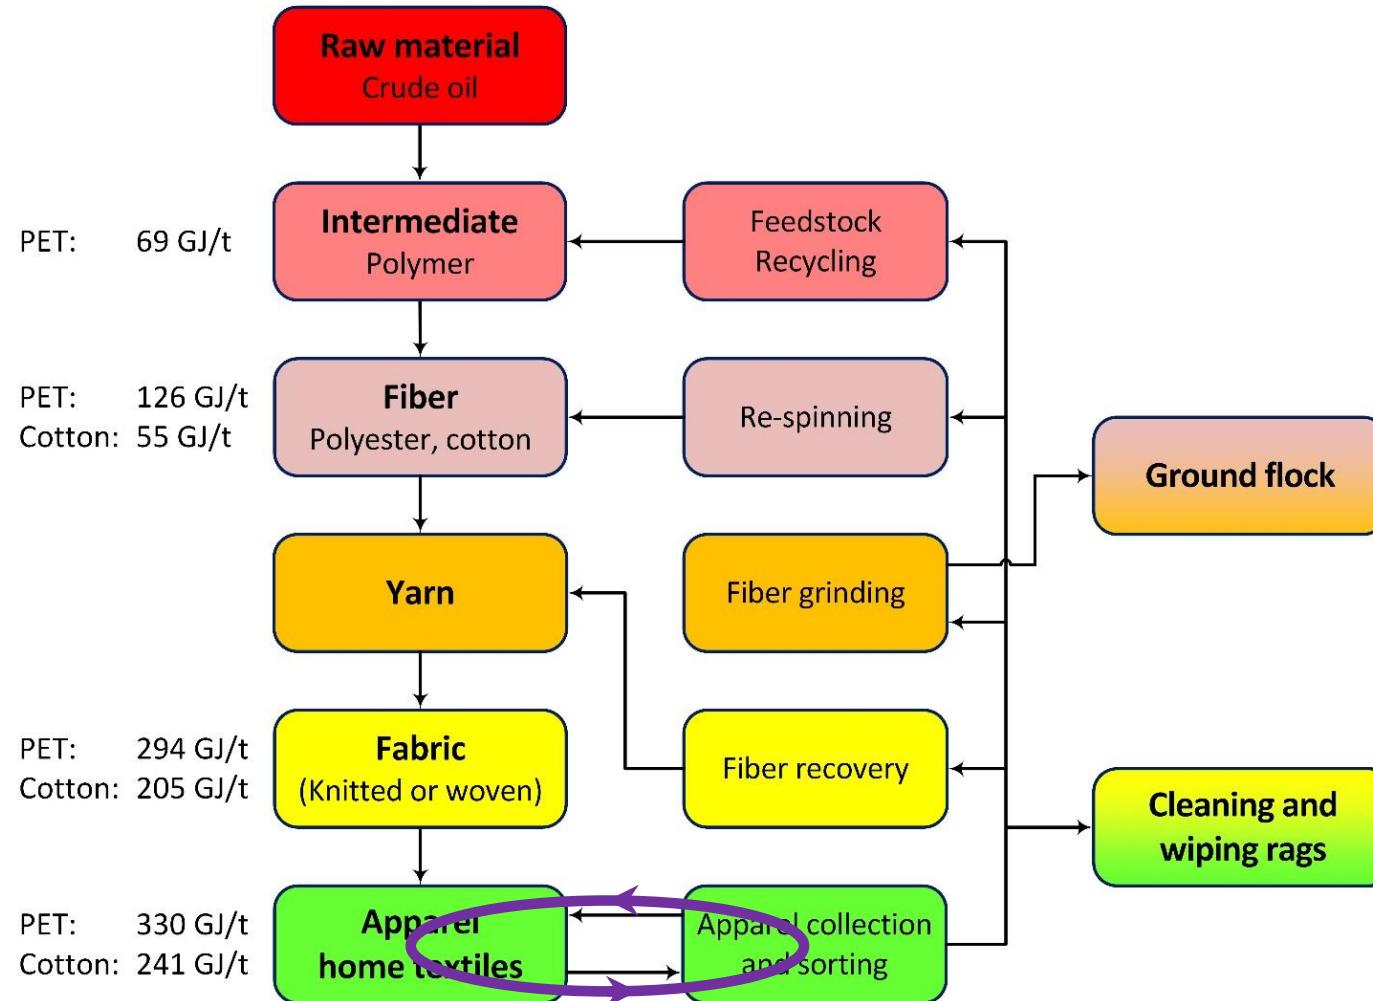 Raw material
Crude oil
PET: 69 GJ/t
Intermediate
Polymer
Feedstock
Recycling
PET: 126 GJ/t
Cotton: 55 GJ/t
Fiber
Polyester, cotton
Re-spinning
Ground flock
Yarn
Fiber grinding
PET: 294 GJ/t
Cotton: 205 GJ/t
Fabric
(Knitted or woven)
Fiber recovery
Cleaning and
wiping rags
PET: 330 GJ/t
Cotton: 241 GJ/t
Apparel
home textiles
Apparel collection
and sorting